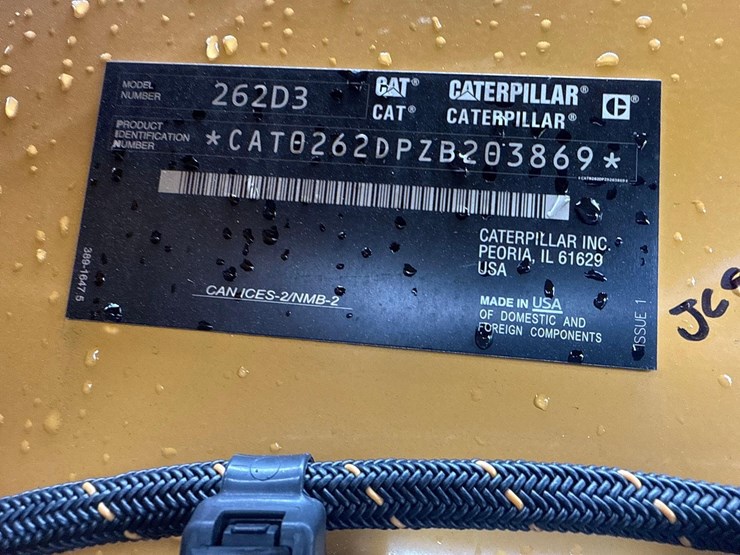 MODEL
NUMBER
262D3
CAT® CATERPILLAR® ®
CAT® CATERPILLAR®
PRODUCT
IDENTIFICATION
NUMBER
*CAT0262DPZB203869*
CATERPILLAR INC.
PEORIA, IL 61629
USA
CAN ICES-2/NMB-2
MADE IN USA
OF DOMESTIC AND
FOREIGN COMPONENTS
389-1647 5
ISSUE 1